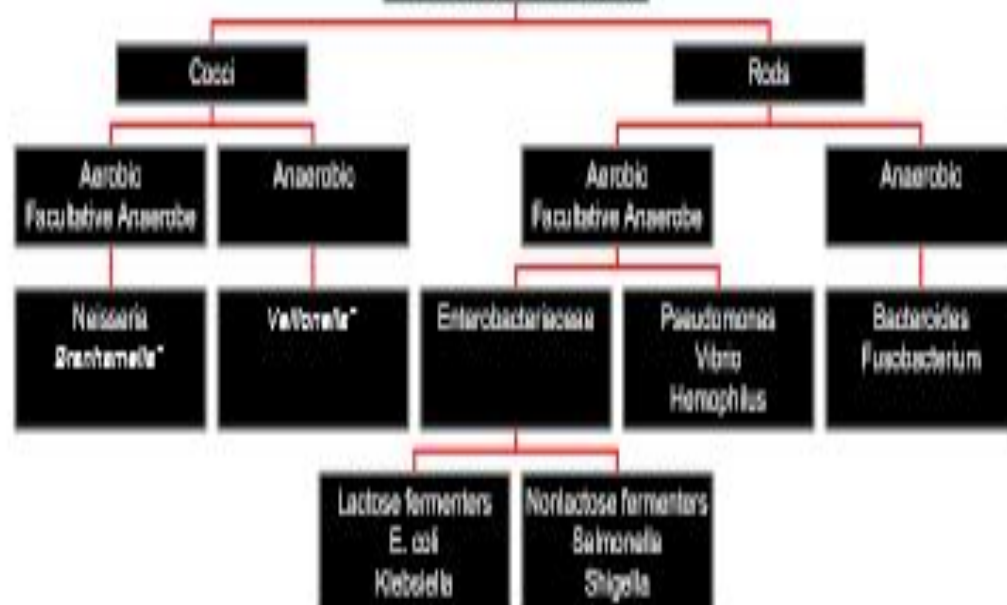 Cocci
Rods
Aerobic
Facultative Anaerobe
Anaerobic
Aerobic
Facultative Anaerobe
Anaerobic
Neisseria
Branhamella*
Veillonella*
Enterobacteriaceae
Pseudomonas
Vibrio
Hemophilus
Bacteroides
Fusobacterium
Lactose fermenters
E. coli
Klebsiella
Nonlactose fermenters
Salmonella
Shigella